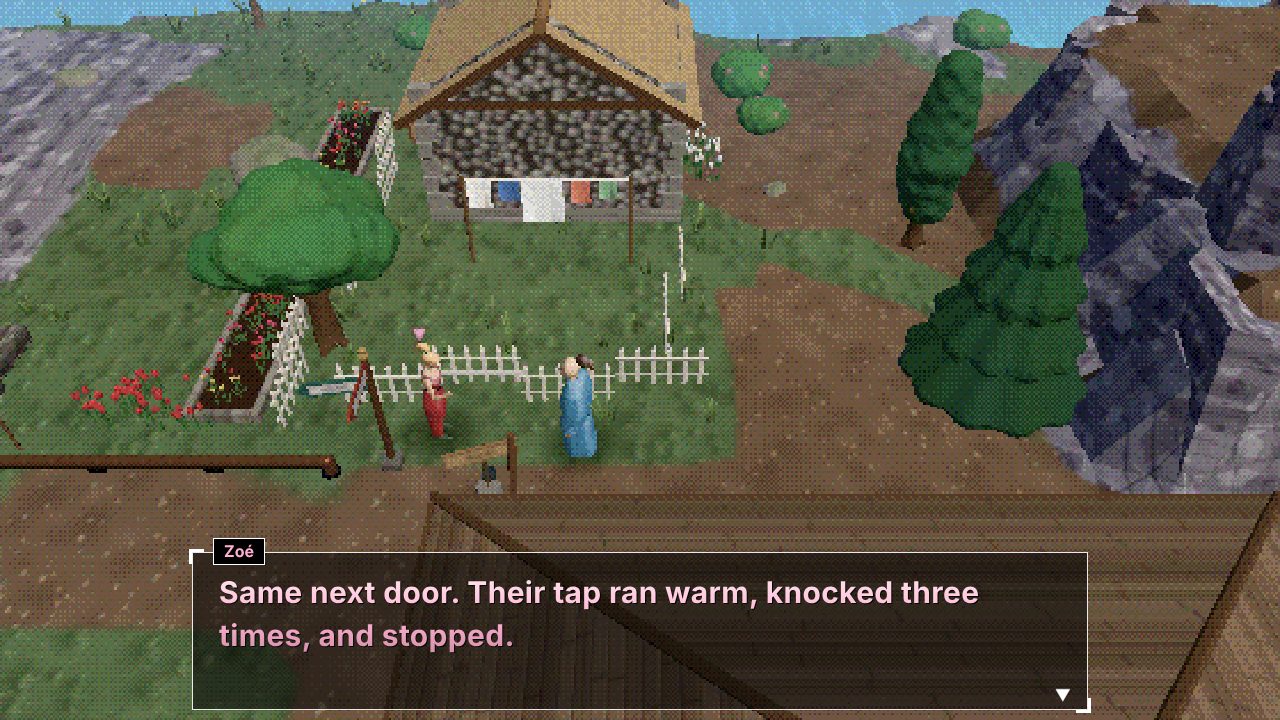 Zoé
Same next door. Their tap ran warm, knocked three
times, and stopped.